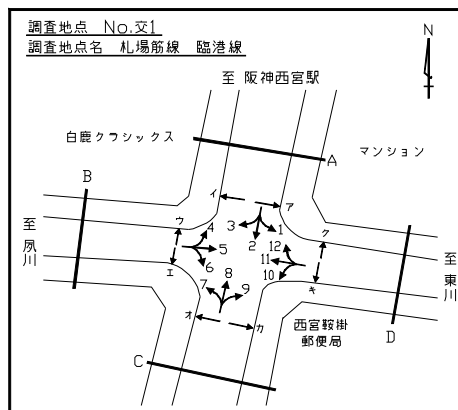 調査地点 No.交1
調査地点名 札場筋線 臨港線
N
至 阪神西宮駅
白鹿クラシックス
マンション
A
B
イ
ア
ウ
4
3
2
1
ク
至 夙川
5
12
11
至 東川
エ
6
7
8
9
10
キ
オ
カ
西宮鞍掛
郵便局
C
D